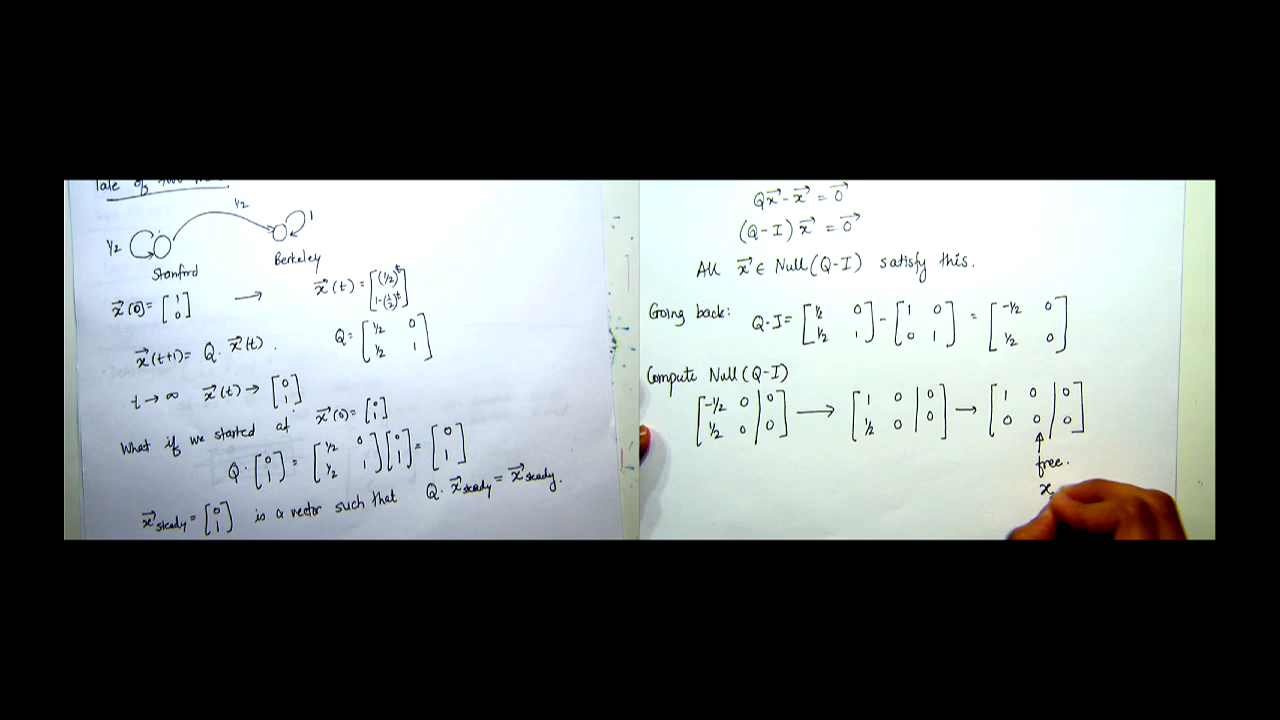 Tale of two
1/2
1
1/2
Stanford
Berkeley
x⃗(0) = [1 0] → x⃗(t) = [(1/2)^t 1-(1/2)^t]
x⃗(t+1) = Q · x⃗(t). Q = [1/2 0 1/2 1]
t → ∞ x⃗(t) → [0 1]
What if we started at x⃗(0) = [0 1]
Q · [0 1] = [1/2 0 1/2 1][0 1] = [0 1]
x⃗steady = [0 1] is a vector such that Q · x⃗steady = x⃗steady.
Qx⃗ - x⃗ = 0⃗
(Q-I) x⃗ = 0⃗
All x⃗ ∈ Null(Q-I) satisfy this.
Going back: Q-I = [1/2 0 1/2 1] - [1 0 0 1] = [-1/2 0 1/2 0]
Compute Null(Q-I)
[-1/2 0 | 0 1/2 0 | 0] → [1 0 | 0 1/2 0 | 0] → [1 0 | 0 0 0 | 0]
↑
free.
x